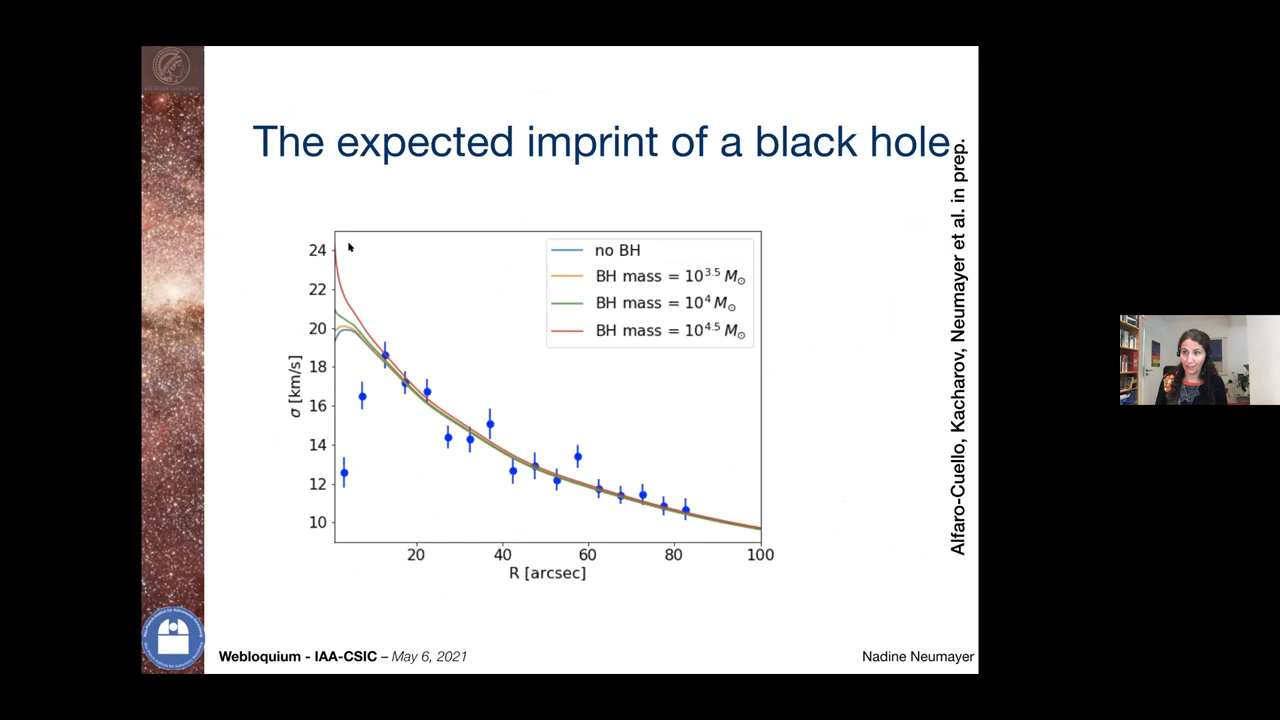 The expected imprint of a black hole
Alfaro-Cuello, Kacharov, Neumayer et al. in prep.
24
22
20
18
16
14
12
10
σ [km/s]
no BH
BH mass = 10^3.5 M⊙
BH mass = 10^4 M⊙
BH mass = 10^4.5 M⊙
20 40 60 80 100
R [arcsec]
Webloquium - IAA-CSIC – May 6, 2021
Nadine Neumayer